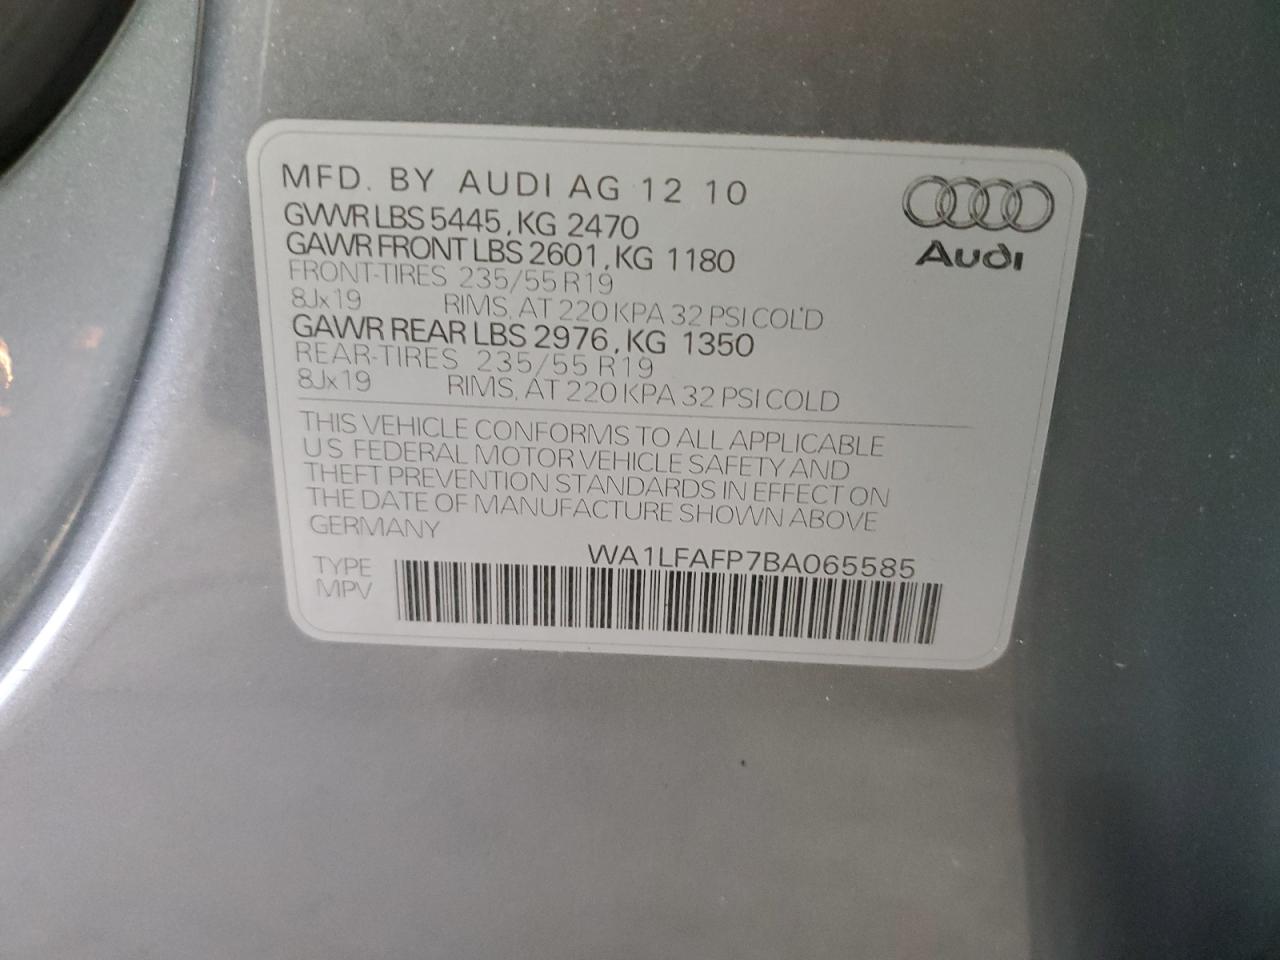 MFD. BY AUDI AG 12 10
GVWR LBS 5445, KG 2470
GAWR FRONT LBS 2601, KG 1180
FRONT-TIRES 235/55 R19
8Jx19 RIMS, AT 220 KPA 32 PSI COLD
GAWR REAR LBS 2976, KG 1350
REAR-TIRES 235/55 R19
8Jx19 RIMS, AT 220 KPA 32 PSI COLD
Audi
THIS VEHICLE CONFORMS TO ALL APPLICABLE
US FEDERAL MOTOR VEHICLE SAFETY AND
THEFT PREVENTION STANDARDS IN EFFECT ON
THE DATE OF MANUFACTURE SHOWN ABOVE
GERMANY
WA1LFAFP7BA065585
TYPE
MPV